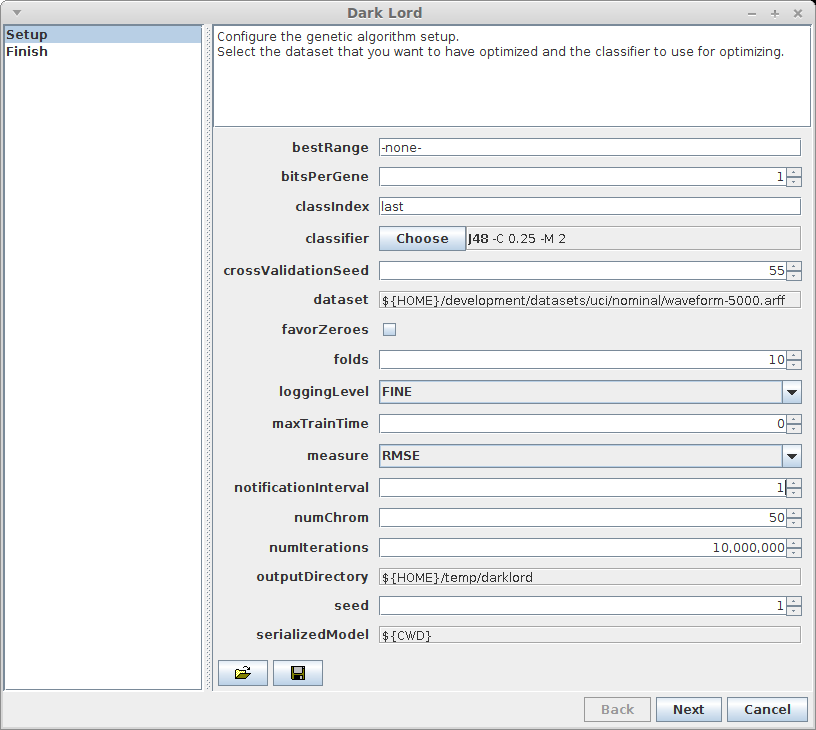 Dark Lord
Setup
Finish
Configure the genetic algorithm setup.
Select the dataset that you want to have optimized and the classifier to use for optimizing.
bestRange -none-
bitsPerGene 1
classIndex last
classifier Choose J48 -C 0.25 -M 2
crossValidationSeed 55
dataset ${HOME}/development/datasets/uci/nominal/waveform-5000.arff
favorZeroes
folds 10
loggingLevel FINE
maxTrainTime 0
measure RMSE
notificationInterval 1
numChrom 50
numIterations 10,000,000
outputDirectory ${HOME}/temp/darklord
seed 1
serializedModel ${CWD}
Back Next Cancel